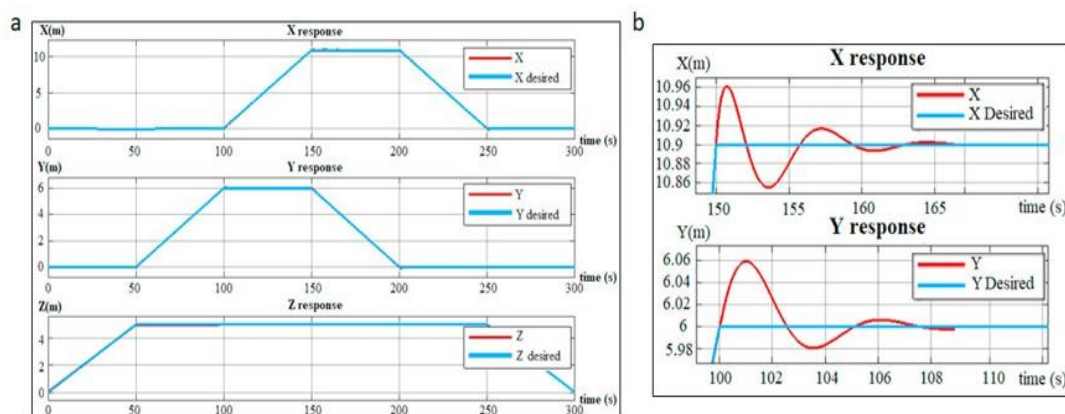 a
X(m)
X response
10
5
0
X
X desired
time (s)
0 50 100 150 200 250 300
Y(m)
Y response
6
4
2
0
Y
Y desired
time (s)
0 50 100 150 200 250 300
Z(m)
Z response
4
2
0
Z
Z desired
time (s)
0 50 100 150 200 250 300
b
X response
X(m)
10.96
10.94
10.92
10.9
10.88
10.86
X
X Desired
150 155 160 165 time (s)
Y response
Y(m)
6.06
6.04
6.02
6
5.98
Y
Y Desired
100 102 104 106 108 110 time (s)